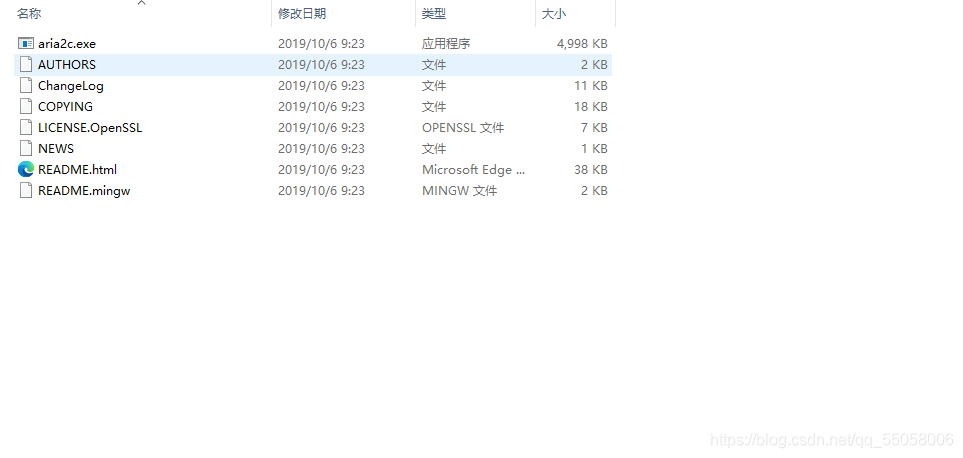 名称 修改日期 类型 大小
aria2c.exe 2019/10/6 9:23 应用程序 4,998 KB
AUTHORS 2019/10/6 9:23 文件 2 KB
ChangeLog 2019/10/6 9:23 文件 11 KB
COPYING 2019/10/6 9:23 文件 18 KB
LICENSE.OpenSSL 2019/10/6 9:23 OPENSSL 文件 7 KB
NEWS 2019/10/6 9:23 文件 1 KB
README.html 2019/10/6 9:23 Microsoft Edge ... 38 KB
README.mingw 2019/10/6 9:23 MINGW 文件 2 KB
https://blog.csdn.net/qq_55058006